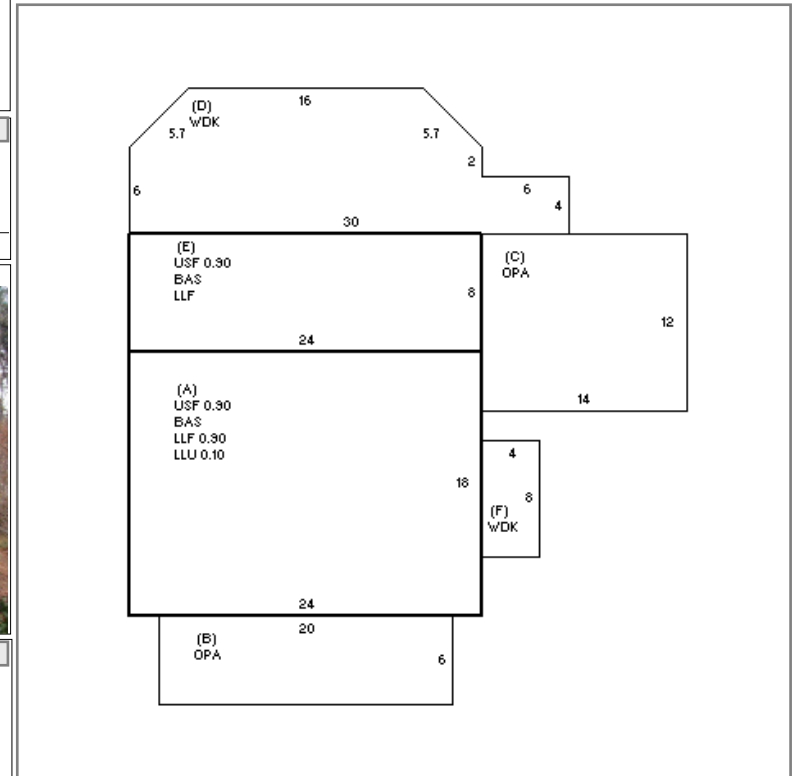 16
(D)
WDK
5.7
5.7
2
6
6
4
30
(E)
USF 0.90
BAS
LLF
8
24
(C)
OPA
12
14
(A)
USF 0.90
BAS
LLF 0.90
LLU 0.10
18
4
8
(F)
WDK
24
20
(B)
OPA
6